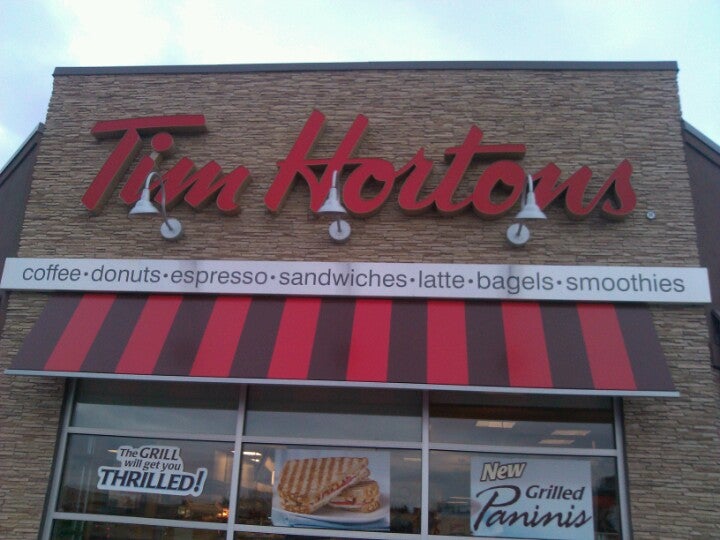 Tim Hortons
coffee•donuts•espresso•sandwiches•latte•bagels•smoothies
The GRILL
will get you
THRILLED!
New
Grilled
Paninis